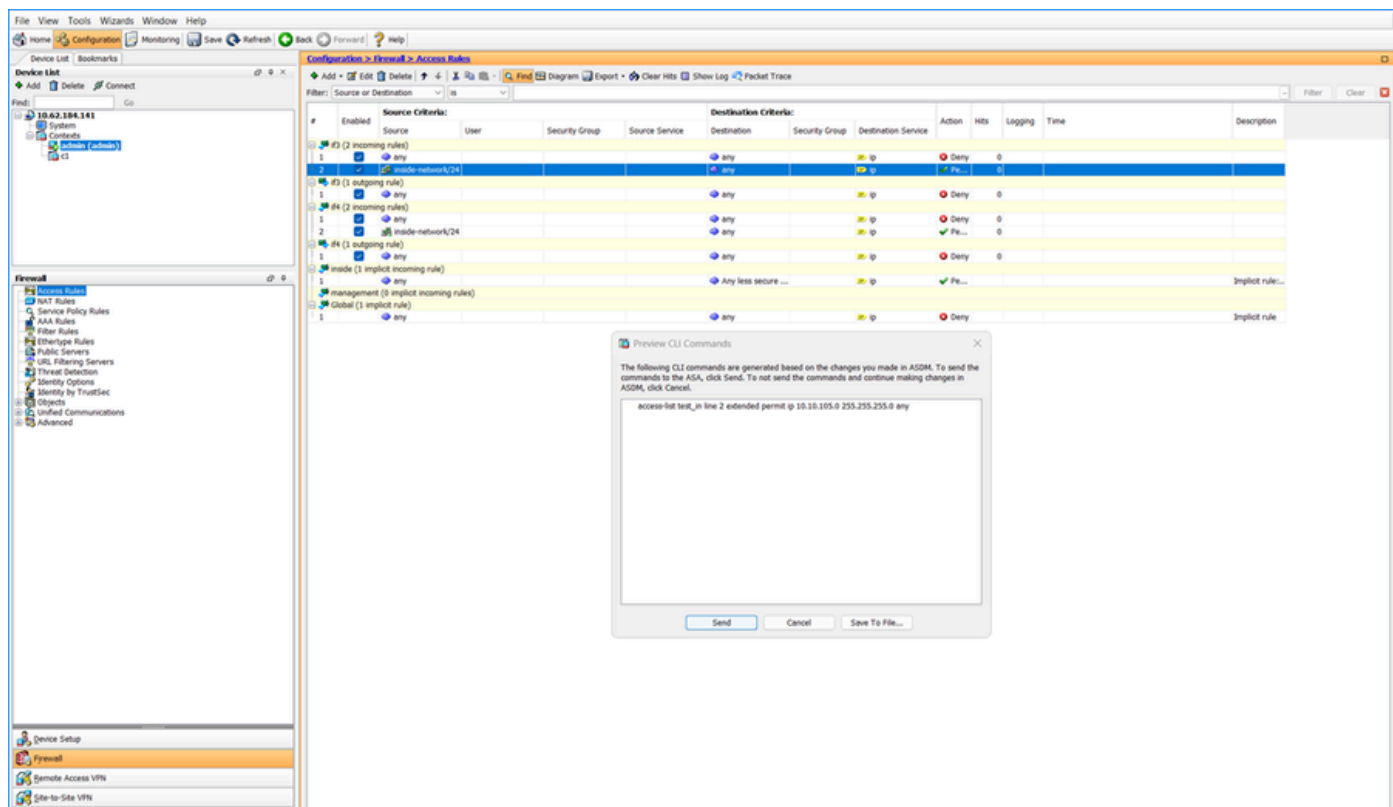 File View Tools Wizards Window Help
Home Configuration Monitoring Save Refresh Back Forward Help
Device List Bookmarks
Device List
Add Delete Connect
Find: Go
10.62.184.141
System
Contexts
admin (admin)
c1
Firewall
Access Rules
NAT Rules
Service Policy Rules
AAA Rules
Filter Rules
Ethertype Rules
Public Servers
URL Filtering Servers
Threat Detection
Identity Options
Identity by TrustSec
Objects
Unified Communications
Advanced
Device Setup
Firewall
Remote Access VPN
Site-to-Site VPN
Configuration > Firewall > Access Rules
Add Edit Delete Find Diagram Export Clear Hits Show Log Packet Trace
Filter: Source or Destination is Filter Clear
# Enabled Source Criteria: Destination Criteria: Action Hits Logging Time Description
Source User Security Group Source Service Destination Security Group Destination Service
if3 (2 incoming rules)
1 any any ip Deny 0
2 inside-network/24 any ip Pe... 0
if3 (1 outgoing rule)
1 any any ip Deny 0
if4 (2 incoming rules)
1 any any ip Deny 0
2 inside-network/24 any ip Pe... 0
if4 (1 outgoing rule)
1 any any ip Deny 0
inside (1 implicit incoming rule)
1 any Any less secure ... ip Pe... Implicit rule:...
management (0 implicit incoming rules)
Global (1 implicit rule)
1 any any ip Deny Implicit rule
Preview CLI Commands
The following CLI commands are generated based on the changes you made in ASDM. To send the
commands to the ASA, click Send. To not send the commands and continue making changes in
ASDM, click Cancel.
access-list test_in line 2 extended permit ip 10.10.105.0 255.255.255.0 any
Send Cancel Save To File...